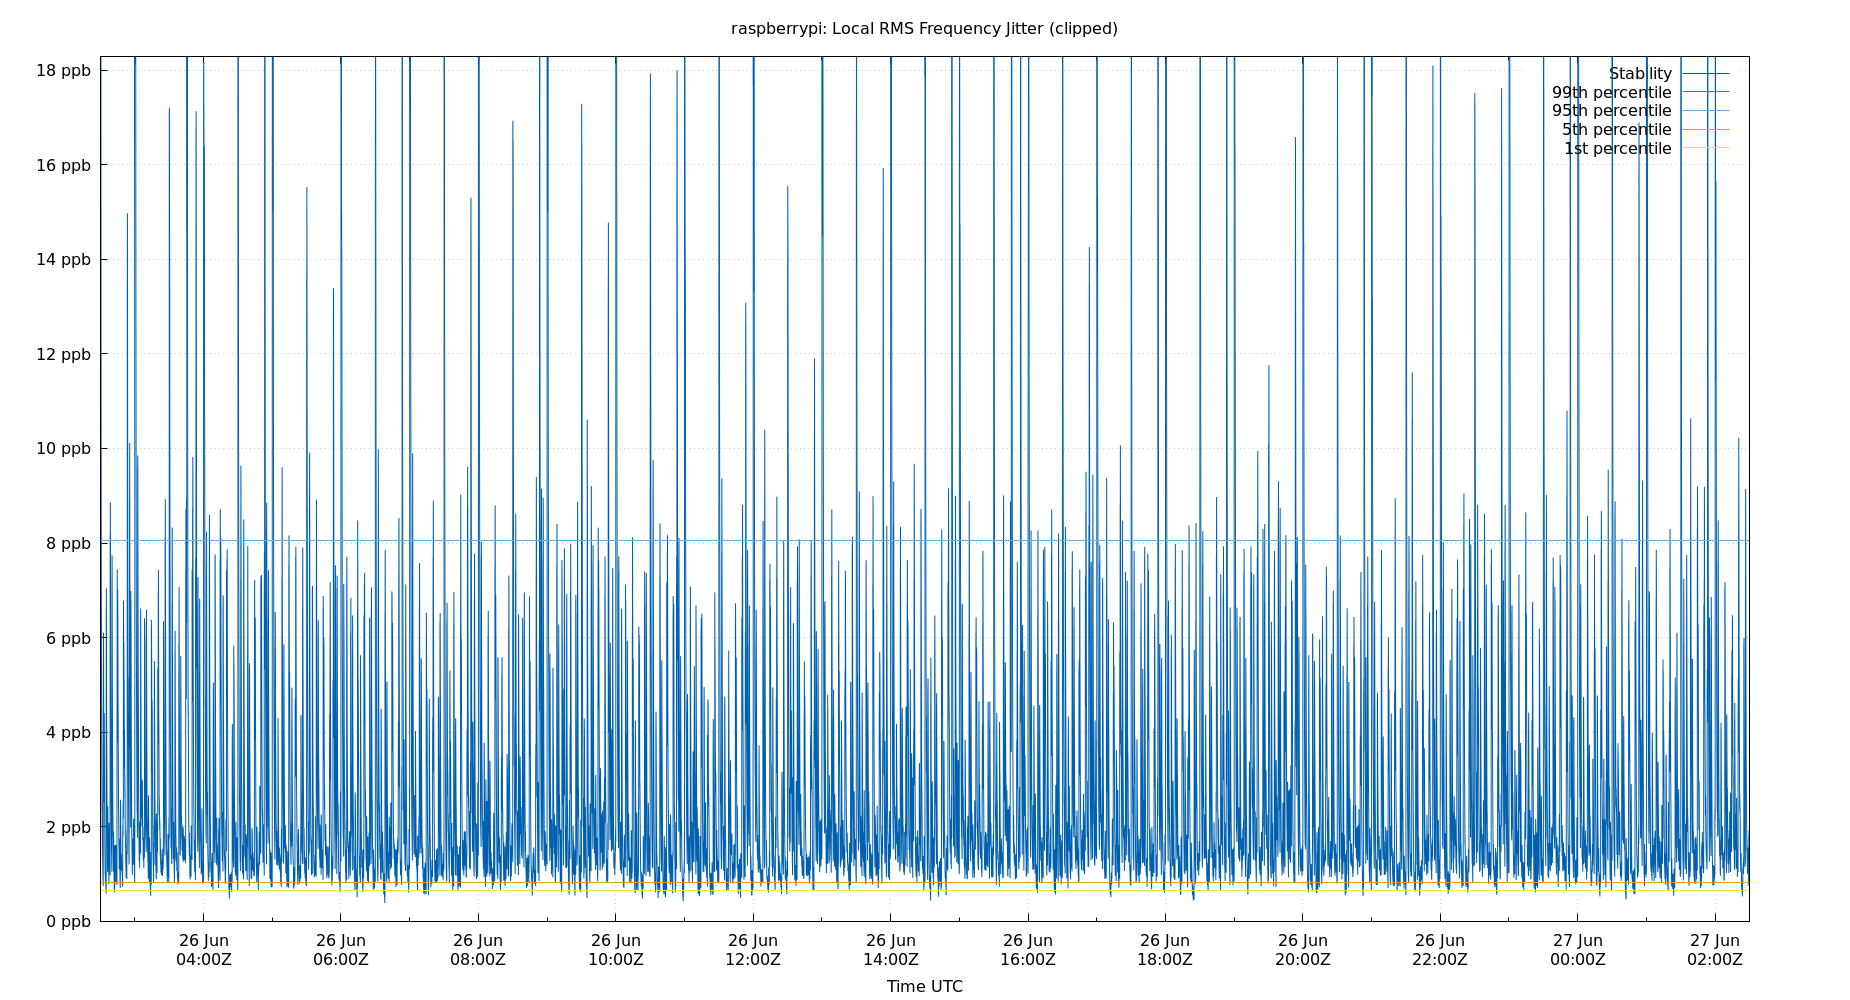 raspberrypi: Local RMS Frequency Jitter (clipped)
18 ppb
16 ppb
14 ppb
12 ppb
10 ppb
8 ppb
6 ppb
4 ppb
2 ppb
0 ppb
Stability
99th percentile
95th percentile
5th percentile
1st percentile
26 Jun 26 Jun 26 Jun 26 Jun 26 Jun 26 Jun 26 Jun 26 Jun 26 Jun 26 Jun 27 Jun 27 Jun
04:00Z 06:00Z 08:00Z 10:00Z 12:00Z 14:00Z 16:00Z 18:00Z 20:00Z 22:00Z 00:00Z 02:00Z
Time UTC